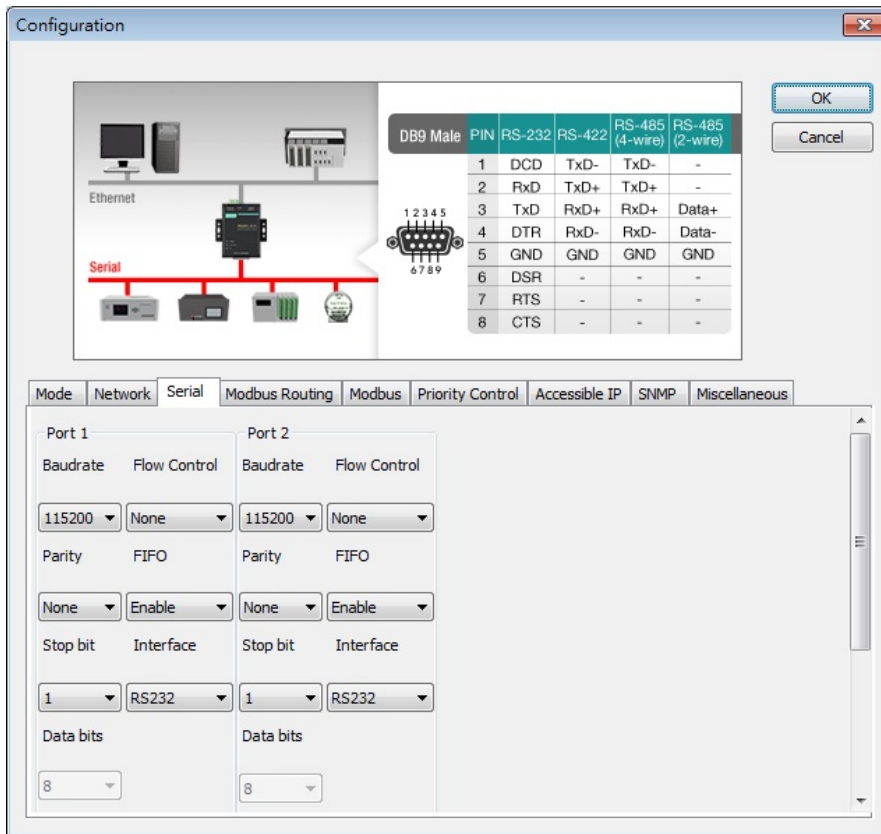 Configuration
OK
Cancel
Ethernet
Serial
DB9 Male PIN RS-232 RS-422 RS-485 (4-wire) RS-485 (2-wire)
1 DCD TxD- TxD- -
2 RxD TxD+ TxD+ -
3 TxD RxD+ RxD+ Data+
4 DTR RxD- RxD- Data-
5 GND GND GND GND
6 DSR - - -
7 RTS - - -
8 CTS - - -
1 2 3 4 5
6 7 8 9
Mode Network Serial Modbus Routing Modbus Priority Control Accessible IP SNMP Miscellaneous
Port 1 Port 2
Baudrate Flow Control Baudrate Flow Control
115200 None 115200 None
Parity FIFO Parity FIFO
None Enable None Enable
Stop bit Interface Stop bit Interface
1 RS232 1 RS232
Data bits Data bits
8 8